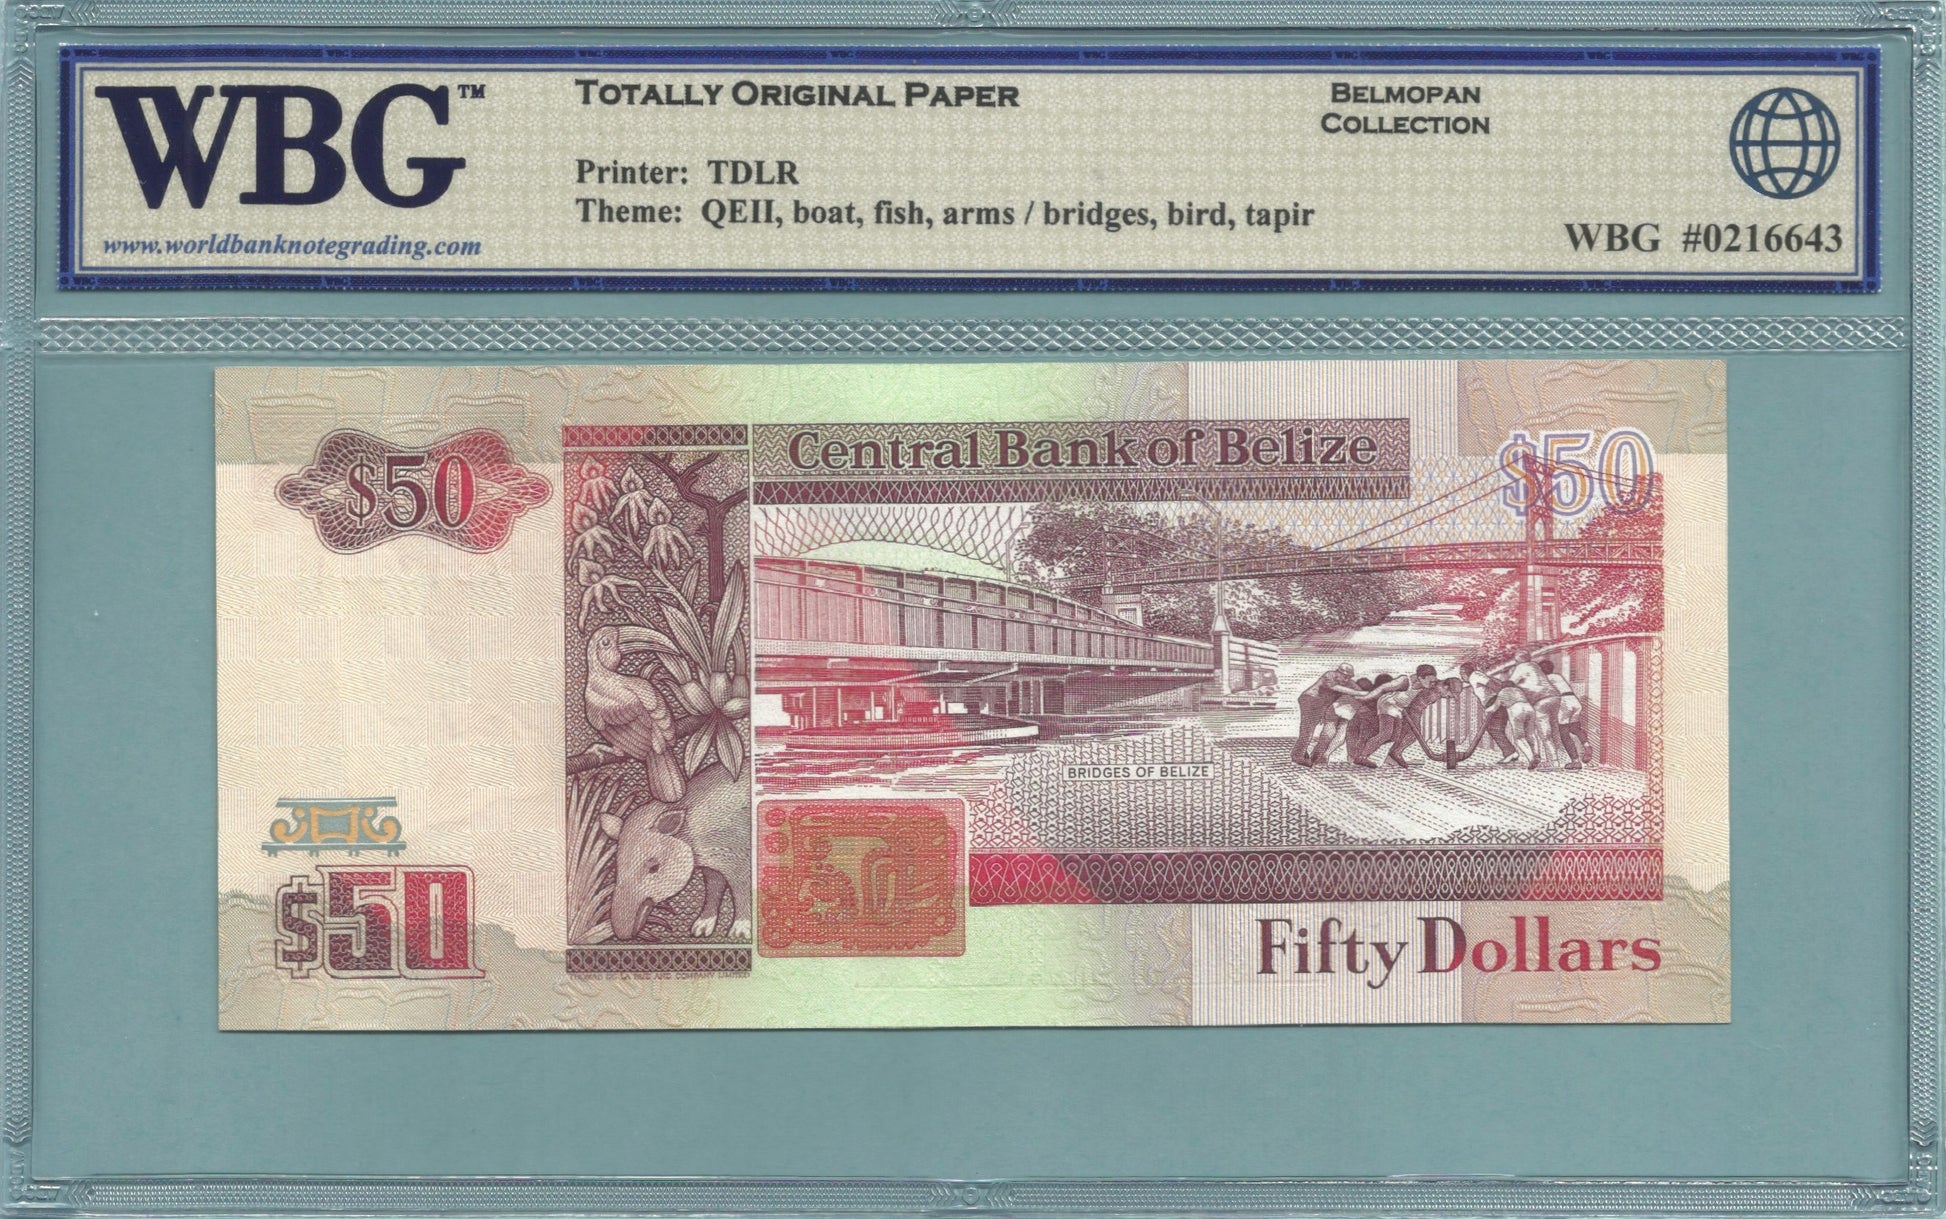 WBG™
www.worldbanknotegrading.com
TOTALLY ORIGINAL PAPER
BELMOPAN
COLLECTION
Printer: TDLR
Theme: QEII, boat, fish, arms / bridges, bird, tapir
WBG #0216643
$50
Central Bank of Belize
$50
BRIDGES OF BELIZE
$50
Fifty Dollars